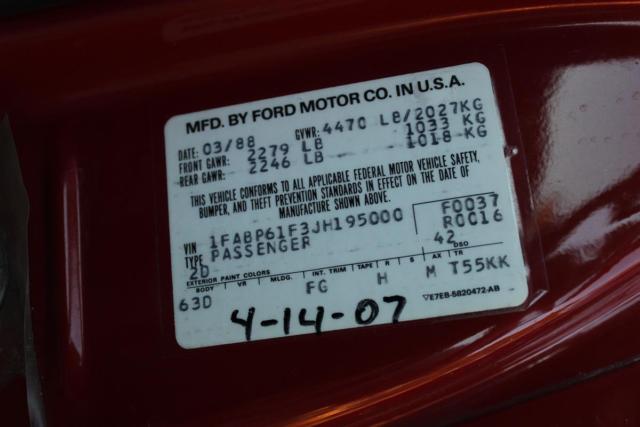 MFD. BY FORD MOTOR CO. IN U.S.A.
DATE: 03/88 GVWR: 4470 LB/2027KG
FRONT GAWR: 2279 LB 1033 KG
REAR GAWR: 2246 LB 1018 KG
THIS VEHICLE CONFORMS TO ALL APPLICABLE FEDERAL MOTOR VEHICLE SAFETY,
BUMPER, AND THEFT PREVENTION STANDARDS IN EFFECT ON THE DATE OF
MANUFACTURE SHOWN ABOVE.
VIN 1FABP61F3JH195000 F0037
TYPE PASSENGER R0C16
2D 42 DSO
EXTERIOR PAINT COLORS
BODY VR MLDG. INT. TRIM TAPE R S AX TR
63D FG H M T55KK
4-14-07
▽E7EB-5820472-AB